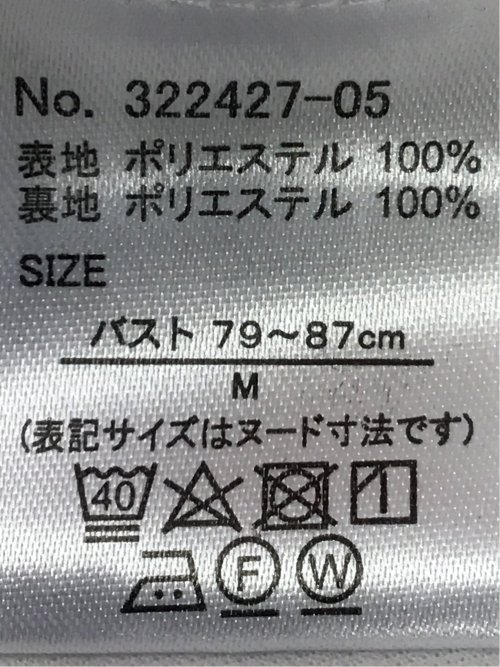 No. 322427-05
表地 ポリエステル 100%
裏地 ポリエステル 100%
SIZE
バスト 79~87cm
M
(表記サイズはヌード寸法です)
40
F W